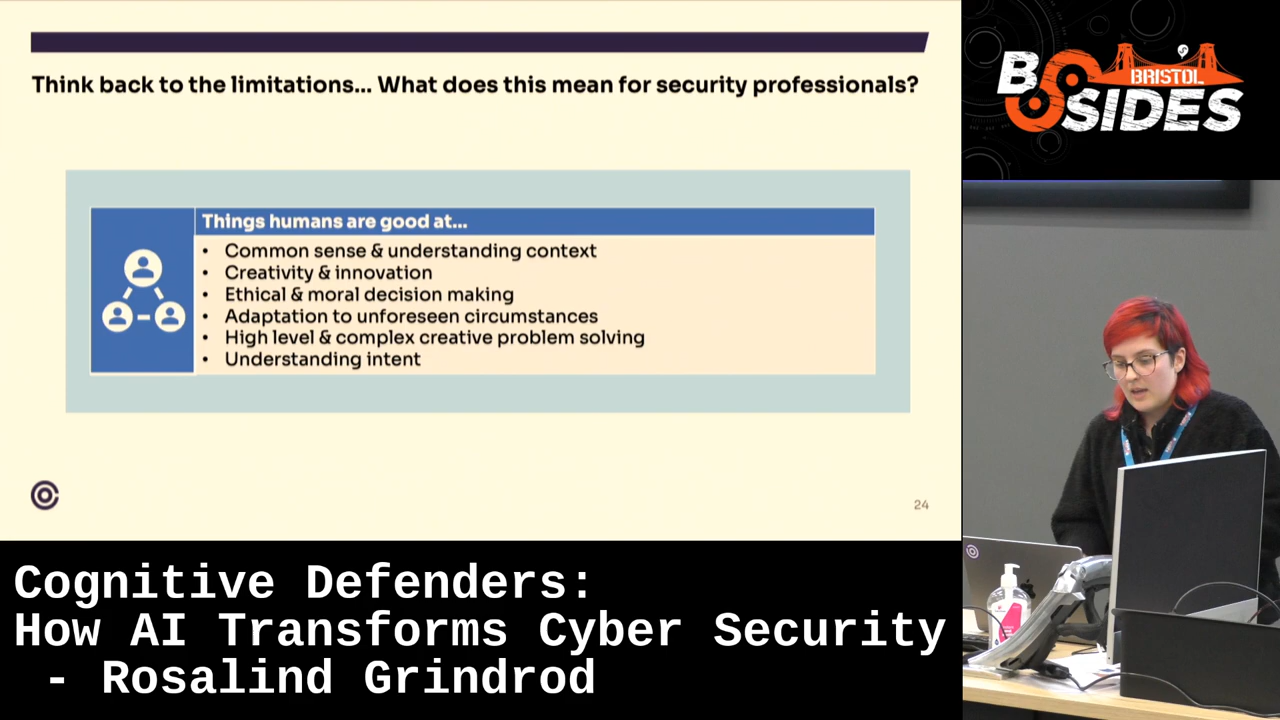 Think back to the limitations... What does this mean for security professionals?
Things humans are good at...
• Common sense & understanding context
• Creativity & innovation
• Ethical & moral decision making
• Adaptation to unforeseen circumstances
• High level & complex creative problem solving
• Understanding intent
24
BSIDES
BRISTOL
Cognitive Defenders:
How AI Transforms Cyber Security
- Rosalind Grindrod